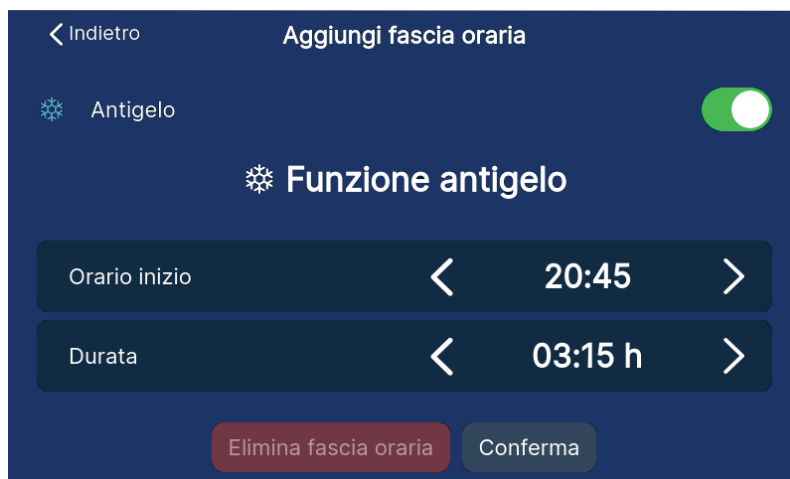 Indietro Aggiungi fascia oraria
Antigelo
Funzione antigelo
Orario inizio 20:45
Durata 03:15 h
Elimina fascia oraria Conferma